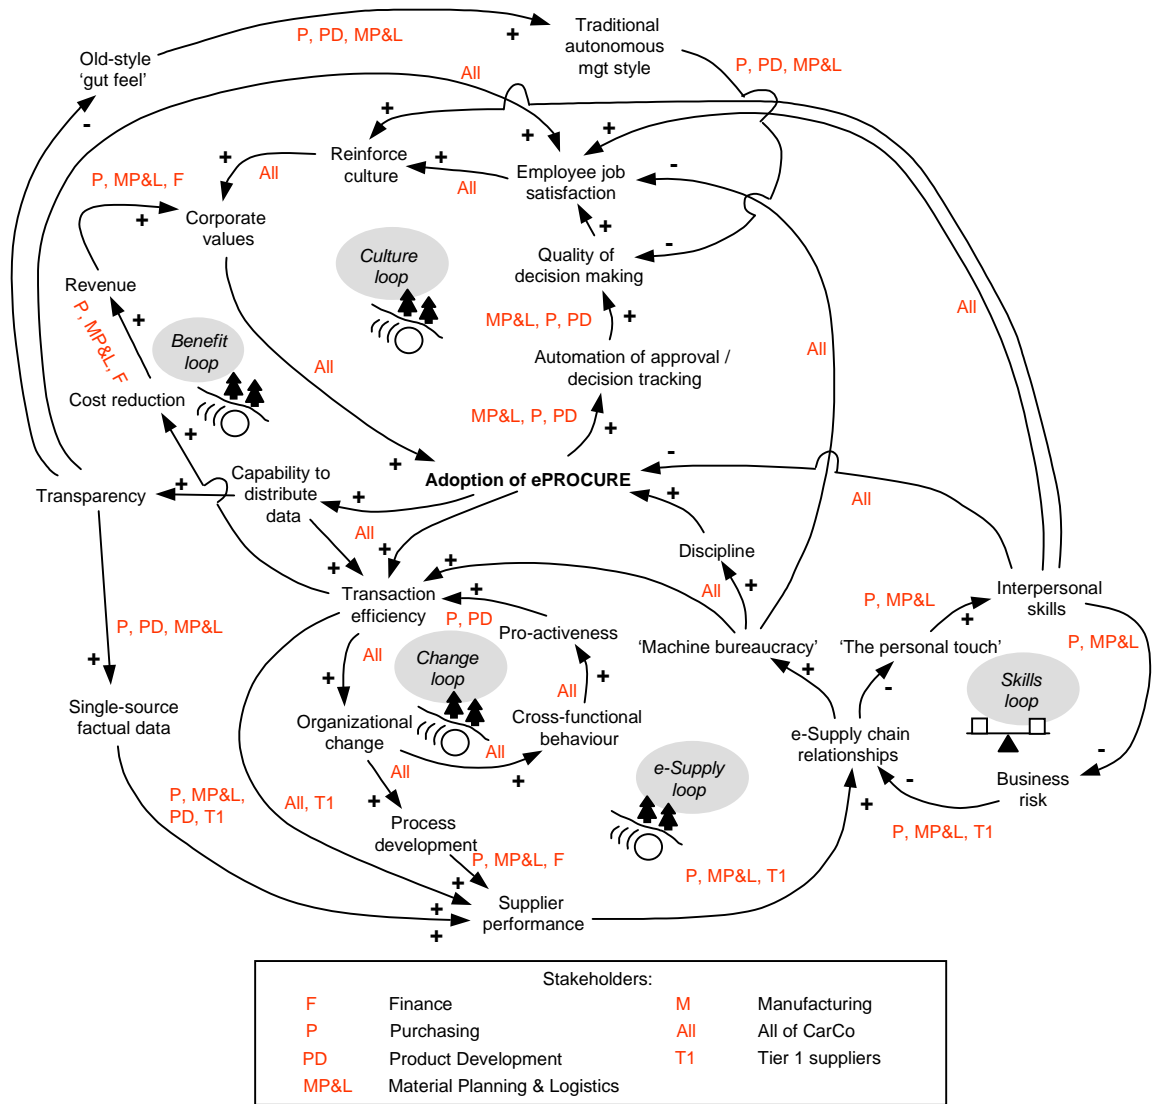 Traditional
autonomous
mgt style
P, PD, MP&L
+
Old-style
'gut feel'
P, PD, MP&L
All
-
+
+
+
Reinforce
culture
+
+
All
All
Employee job
satisfaction
-
P, MP&L, F
+
Corporate
values
+
Culture
loop
Quality of
decision making
-
Revenue
P, MP&L, F
+
MP&L, P, PD
+
All
All
Benefit
loop
Automation of approval /
decision tracking
All
Cost reduction
MP&L, P, PD
+
+
+
Adoption of ePROCURE
-
Capability to
distribute
data
Transparency
+
+
+
All
All
+
+
Discipline
+
+
Transaction
efficiency
+
P, PD
All
P, MP&L
Interpersonal
skills
+
P, PD, MP&L
+
All
Pro-activeness
'Machine bureaucracy'
'The personal touch'
P, MP&L
Change
loop
+
+
All
+
-
Skills
loop
Single-source
factual data
Organizational
change
Cross-functional
behaviour
e-Supply chain
relationships
All
All
+
-
-
Business
risk
e-Supply
loop
P, MP&L,
PD, T1
All, T1
+
Process
development
+
P, MP&L, T1
P, MP&L, F
P, MP&L, T1
+
+
+
Supplier
performance
Stakeholders:
F Finance M Manufacturing
P Purchasing All All of CarCo
PD Product Development T1 Tier 1 suppliers
MP&L Material Planning & Logistics